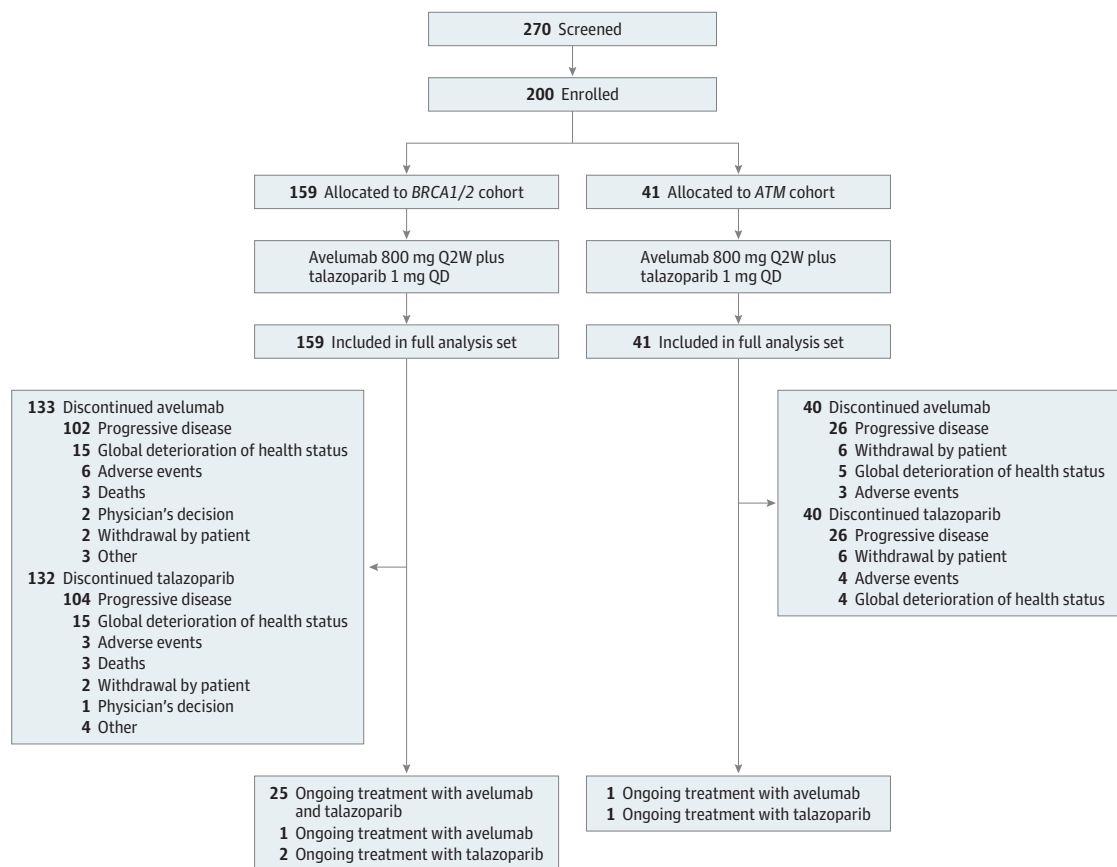 270 Screened
200 Enrolled
159 Allocated to BRCA1/2 cohort
41 Allocated to ATM cohort
Avelumab 800 mg Q2W plus
talazoparib 1 mg QD
Avelumab 800 mg Q2W plus
talazoparib 1 mg QD
159 Included in full analysis set
41 Included in full analysis set
133 Discontinued avelumab
102 Progressive disease
15 Global deterioration of health status
6 Adverse events
3 Deaths
2 Physician's decision
2 Withdrawal by patient
3 Other
132 Discontinued talazoparib
104 Progressive disease
15 Global deterioration of health status
3 Adverse events
3 Deaths
2 Withdrawal by patient
1 Physician's decision
4 Other
40 Discontinued avelumab
26 Progressive disease
6 Withdrawal by patient
5 Global deterioration of health status
3 Adverse events
40 Discontinued talazoparib
26 Progressive disease
6 Withdrawal by patient
4 Adverse events
4 Global deterioration of health status
25 Ongoing treatment with avelumab
and talazoparib
1 Ongoing treatment with avelumab
2 Ongoing treatment with talazoparib
1 Ongoing treatment with avelumab
1 Ongoing treatment with talazoparib